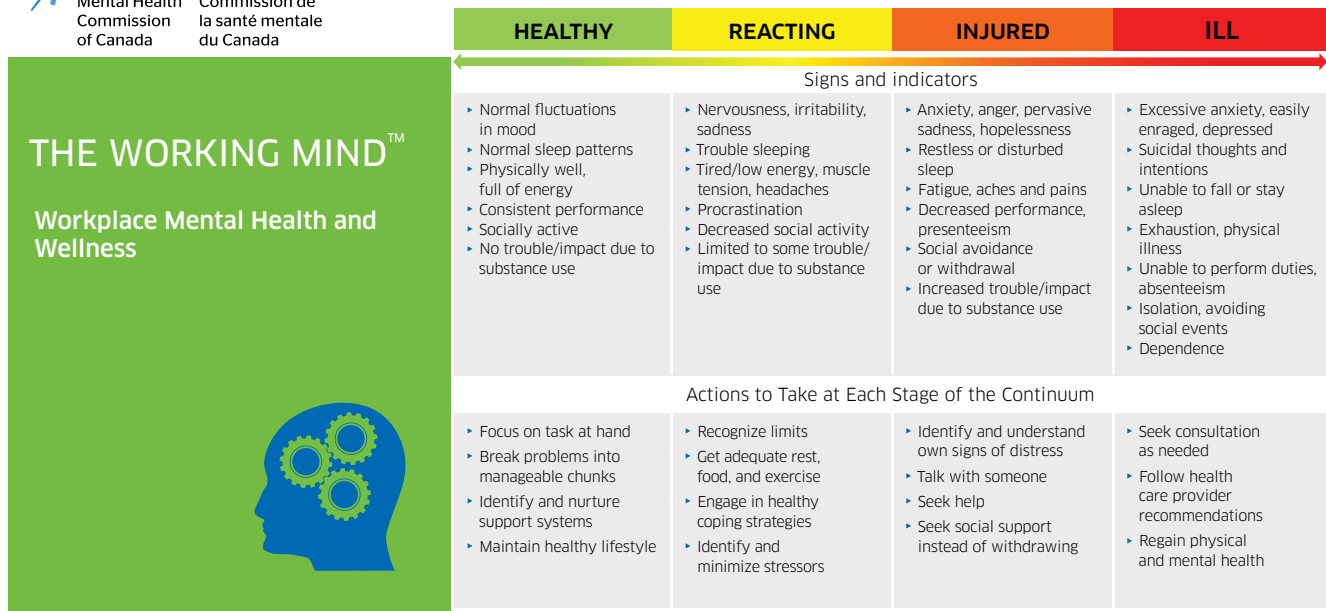 Mental Health
Commission
of Canada
Commission de
la santé mentale
du Canada
THE WORKING MIND™
Workplace Mental Health and
Wellness
HEALTHY
REACTING
INJURED
ILL
Signs and indicators
‣ Normal fluctuations
in mood
‣ Normal sleep patterns
‣ Physically well,
full of energy
‣ Consistent performance
‣ Socially active
‣ No trouble/impact due to
substance use
‣ Nervousness, irritability,
sadness
‣ Trouble sleeping
‣ Tired/low energy, muscle
tension, headaches
‣ Procrastination
‣ Decreased social activity
‣ Limited to some trouble/
impact due to substance
use
‣ Anxiety, anger, pervasive
sadness, hopelessness
‣ Restless or disturbed
sleep
‣ Fatigue, aches and pains
‣ Decreased performance,
presenteeism
‣ Social avoidance
or withdrawal
‣ Increased trouble/impact
due to substance use
‣ Excessive anxiety, easily
enraged, depressed
‣ Suicidal thoughts and
intentions
‣ Unable to fall or stay
asleep
‣ Exhaustion, physical
illness
‣ Unable to perform duties,
absenteeism
‣ Isolation, avoiding
social events
‣ Dependence
Actions to Take at Each Stage of the Continuum
‣ Focus on task at hand
‣ Break problems into
manageable chunks
‣ Identify and nurture
support systems
‣ Maintain healthy lifestyle
‣ Recognize limits
‣ Get adequate rest,
food, and exercise
‣ Engage in healthy
coping strategies
‣ Identify and
minimize stressors
‣ Identify and understand
own signs of distress
‣ Talk with someone
‣ Seek help
‣ Seek social support
instead of withdrawing
‣ Seek consultation
as needed
‣ Follow health
care provider
recommendations
‣ Regain physical
and mental health